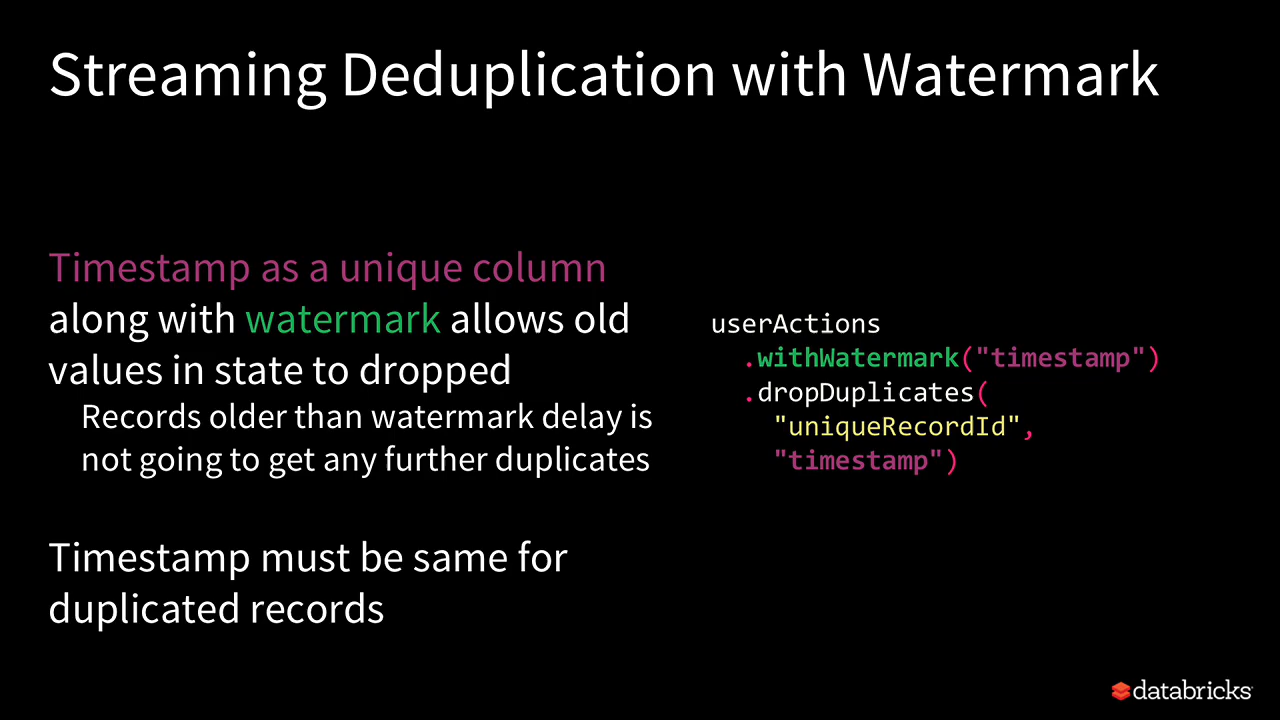 Streaming Deduplication with Watermark
Timestamp as a unique column
along with watermark allows old
values in state to dropped
Records older than watermark delay is
not going to get any further duplicates
Timestamp must be same for
duplicated records
userActions
.withWatermark("timestamp")
.dropDuplicates(
"uniqueRecordId",
"timestamp")
databricks